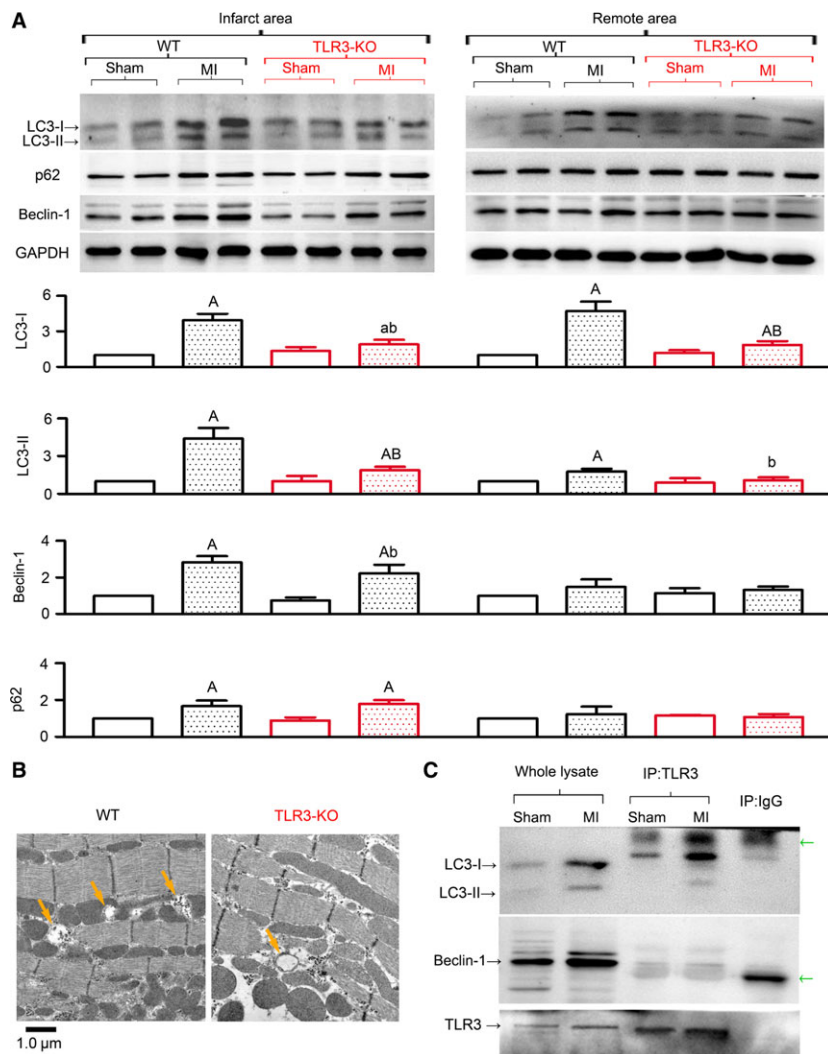 A
Infarct area Remote area
WT TLR3-KO WT TLR3-KO
Sham MI Sham MI Sham MI Sham MI
LC3-I→
LC3-II→
p62
Beclin-1
GAPDH
LC3-I
6
3
0
A ab A AB
LC3-II
6
3
0
A AB A b
Beclin-1
4
2
0
A Ab
p62
4
2
0
A A
B
WT TLR3-KO
1.0 µm
C
Whole lysate IP:TLR3 IP:IgG
Sham MI Sham MI
LC3-I→
LC3-II→
Beclin-1→
TLR3→